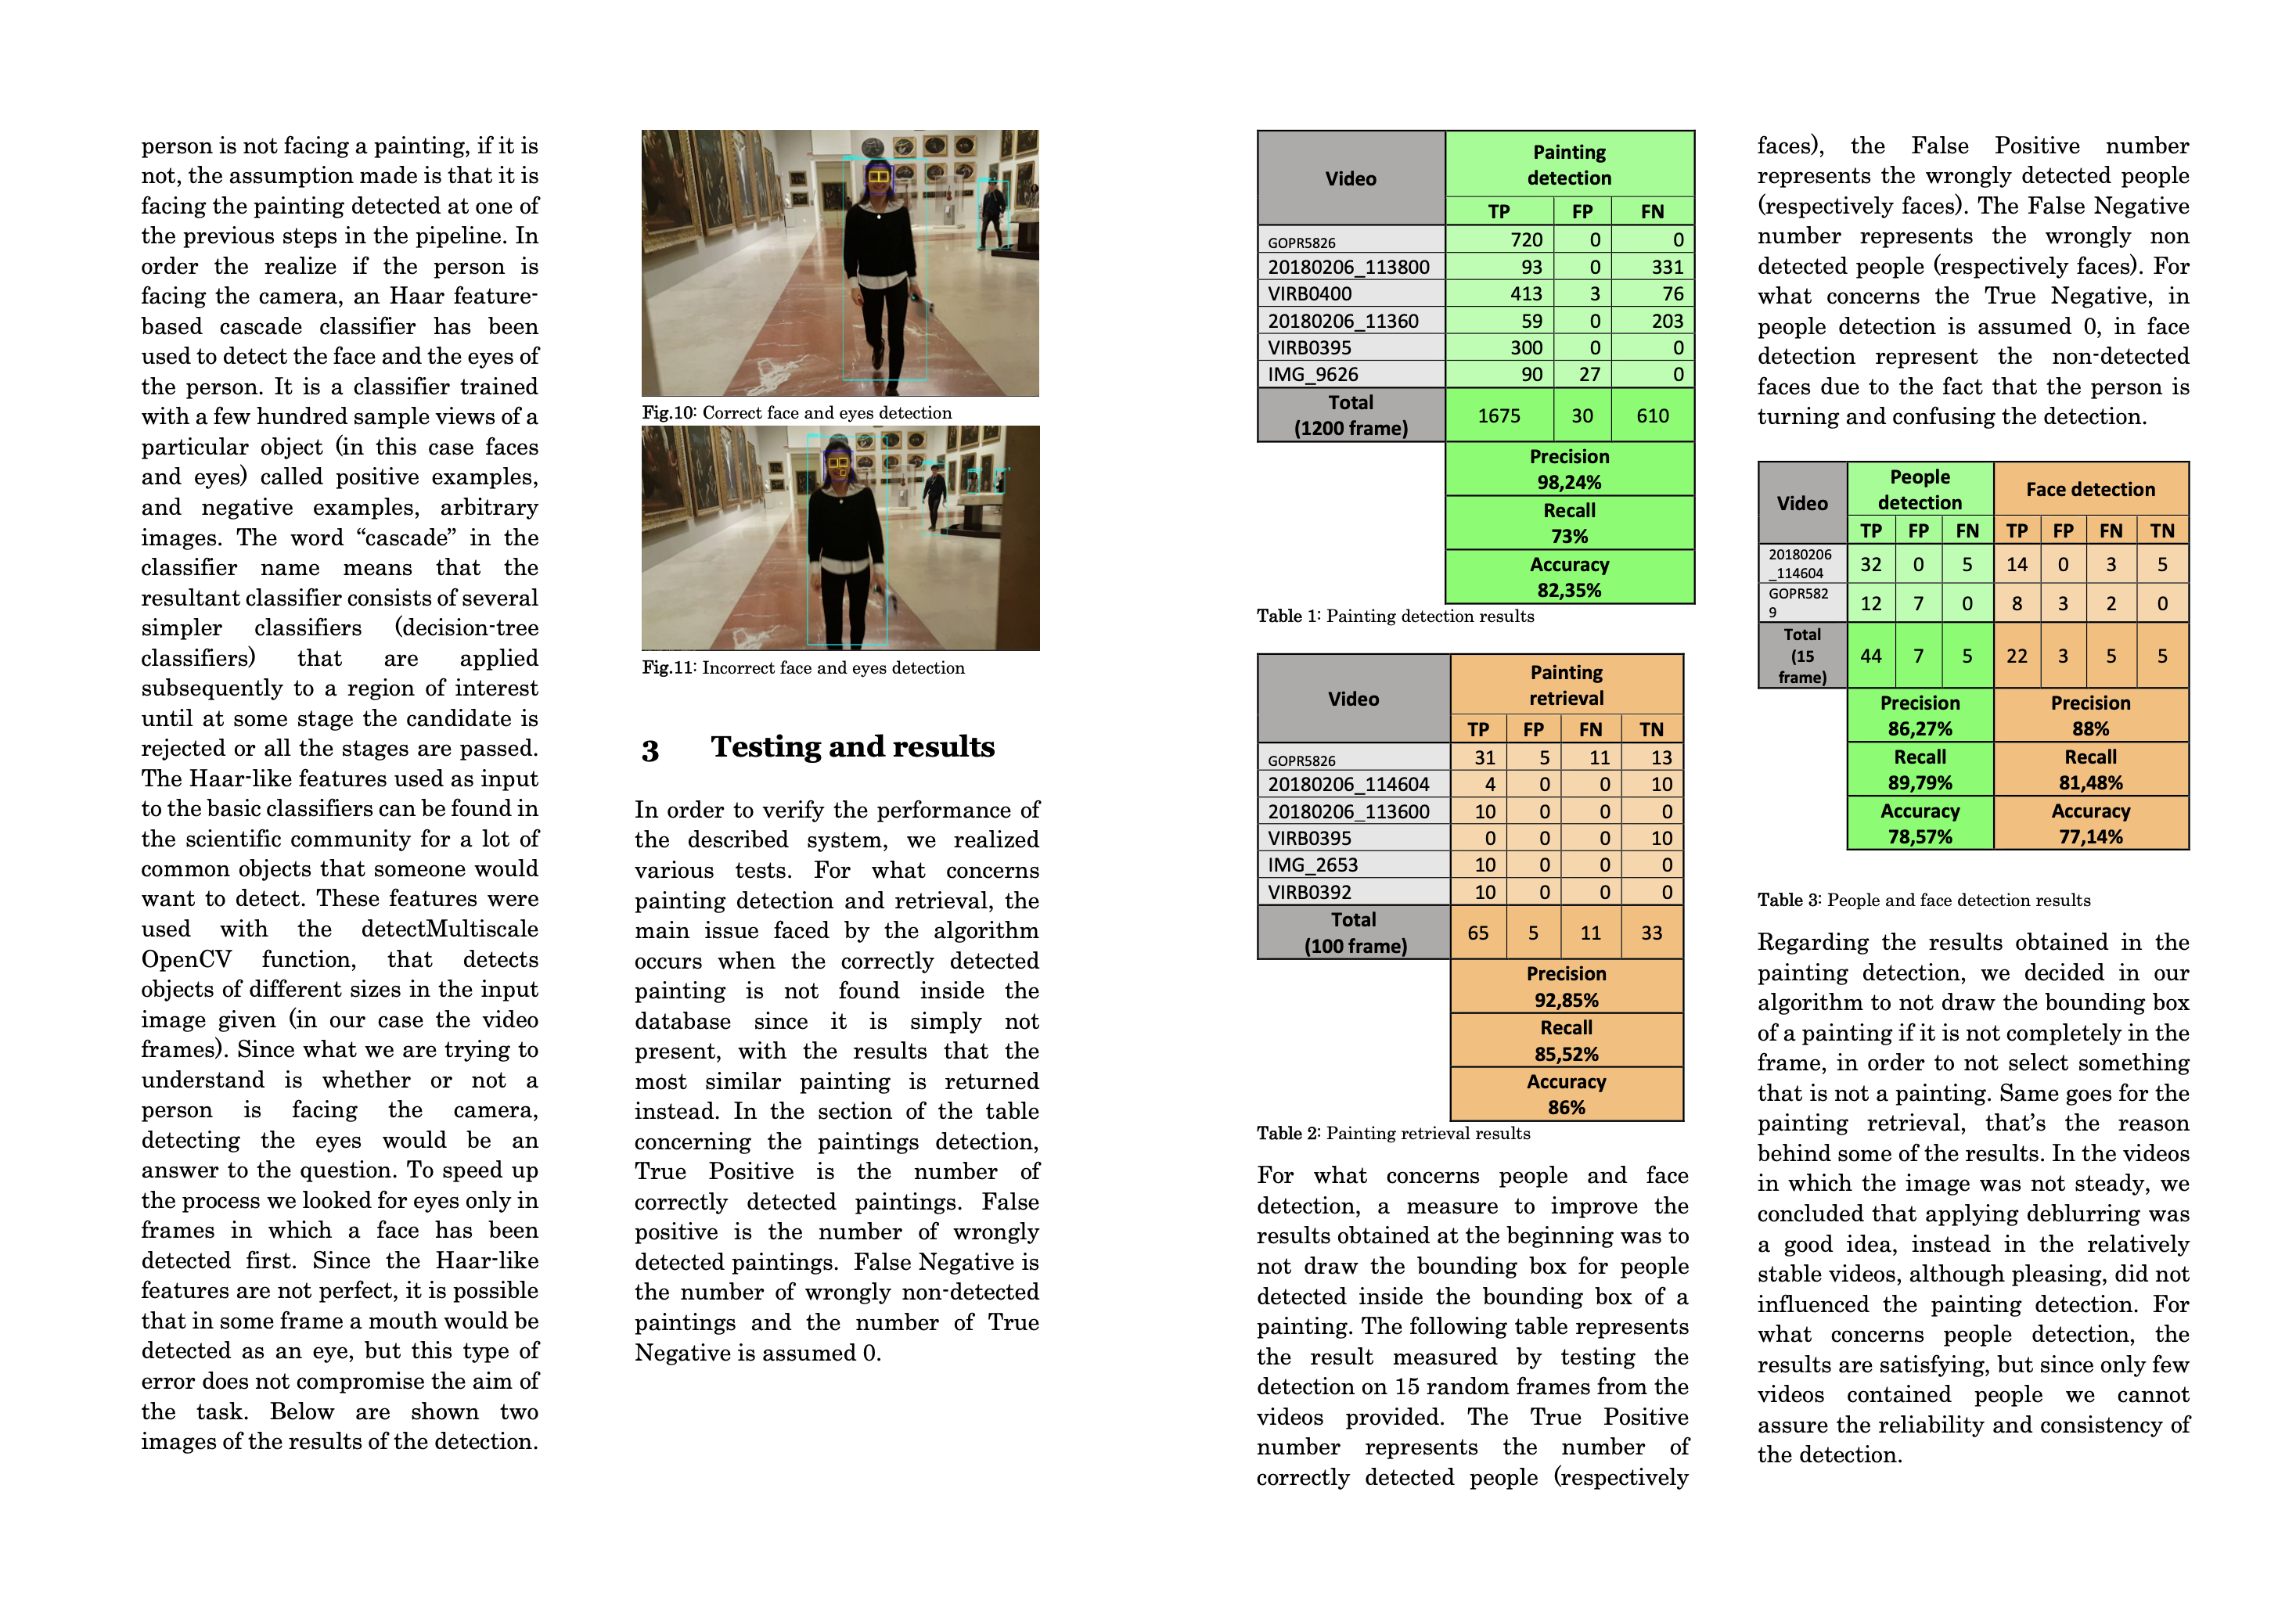 person is not facing a painting, if it is
not, the assumption made is that it is
facing the painting detected at one of
the previous steps in the pipeline. In
order the realize if the person is
facing the camera, an Haar feature-
based cascade classifier has been
used to detect the face and the eyes of
the person. It is a classifier trained
with a few hundred sample views of a
particular object (in this case faces
and eyes) called positive examples,
and negative examples, arbitrary
images. The word “cascade” in the
classifier name means that the
resultant classifier consists of several
simpler classifiers (decision-tree
classifiers) that are applied
subsequently to a region of interest
until at some stage the candidate is
rejected or all the stages are passed.
The Haar-like features used as input
to the basic classifiers can be found in
the scientific community for a lot of
common objects that someone would
want to detect. These features were
used with the detectMultiscale
OpenCV function, that detects
objects of different sizes in the input
image given (in our case the video
frames). Since what we are trying to
understand is whether or not a
person is facing the camera,
detecting the eyes would be an
answer to the question. To speed up
the process we looked for eyes only in
frames in which a face has been
detected first. Since the Haar-like
features are not perfect, it is possible
that in some frame a mouth would be
detected as an eye, but this type of
error does not compromise the aim of
the task. Below are shown two
images of the results of the detection.
Fig.10: Correct face and eyes detection
Fig.11: Incorrect face and eyes detection
3 Testing and results
In order to verify the performance of
the described system, we realized
various tests. For what concerns
painting detection and retrieval, the
main issue faced by the algorithm
occurs when the correctly detected
painting is not found inside the
database since it is simply not
present, with the results that the
most similar painting is returned
instead. In the section of the table
concerning the paintings detection,
True Positive is the number of
correctly detected paintings. False
positive is the number of wrongly
detected paintings. False Negative is
the number of wrongly non-detected
paintings and the number of True
Negative is assumed 0.
Video Painting
detection
TP FP FN
GOPR5826 720 0 0
20180206_113800 93 0 331
VIRB0400 413 3 76
20180206_11360 59 0 203
VIRB0395 300 0 0
IMG_9626 90 27 0
Total
(1200 frame) 1675 30 610
Precision
98,24%
Recall
73%
Accuracy
82,35%
Table 1: Painting detection results
Video Painting
retrieval
TP FP FN TN
GOPR5826 31 5 11 13
20180206_114604 4 0 0 10
20180206_113600 10 0 0 0
VIRB0395 0 0 0 10
IMG_2653 10 0 0 0
VIRB0392 10 0 0 0
Total
(100 frame) 65 5 11 33
Precision
92,85%
Recall
85,52%
Accuracy
86%
Table 2: Painting retrieval results
For what concerns people and face
detection, a measure to improve the
results obtained at the beginning was to
not draw the bounding box for people
detected inside the bounding box of a
painting. The following table represents
the result measured by testing the
detection on 15 random frames from the
videos provided. The True Positive
number represents the number of
correctly detected people (respectively
faces), the False Positive number
represents the wrongly detected people
(respectively faces). The False Negative
number represents the wrongly non
detected people (respectively faces). For
what concerns the True Negative, in
people detection is assumed 0, in face
detection represent the non-detected
faces due to the fact that the person is
turning and confusing the detection.
Video People
detection Face detection
TP FP FN TP FP FN TN
20180206
_114604 32 0 5 14 0 3 5
GOPR582
9 12 7 0 8 3 2 0
Total
(15
frame) 44 7 5 22 3 5 5
Precision Precision
86,27% 88%
Recall Recall
89,79% 81,48%
Accuracy Accuracy
78,57% 77,14%
Table 3: People and face detection results
Regarding the results obtained in the
painting detection, we decided in our
algorithm to not draw the bounding box
of a painting if it is not completely in the
frame, in order to not select something
that is not a painting. Same goes for the
painting retrieval, that’s the reason
behind some of the results. In the videos
in which the image was not steady, we
concluded that applying deblurring was
a good idea, instead in the relatively
stable videos, although pleasing, did not
influenced the painting detection. For
what concerns people detection, the
results are satisfying, but since only few
videos contained people we cannot
assure the reliability and consistency of
the detection.